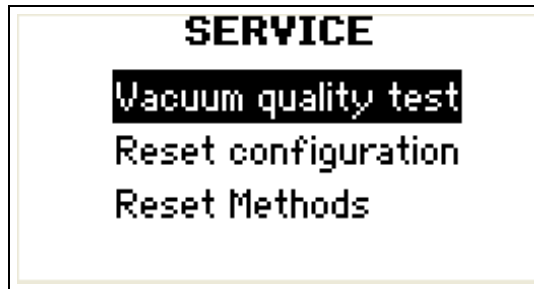 SERVICE
Vacuum quality test
Reset configuration
Reset Methods